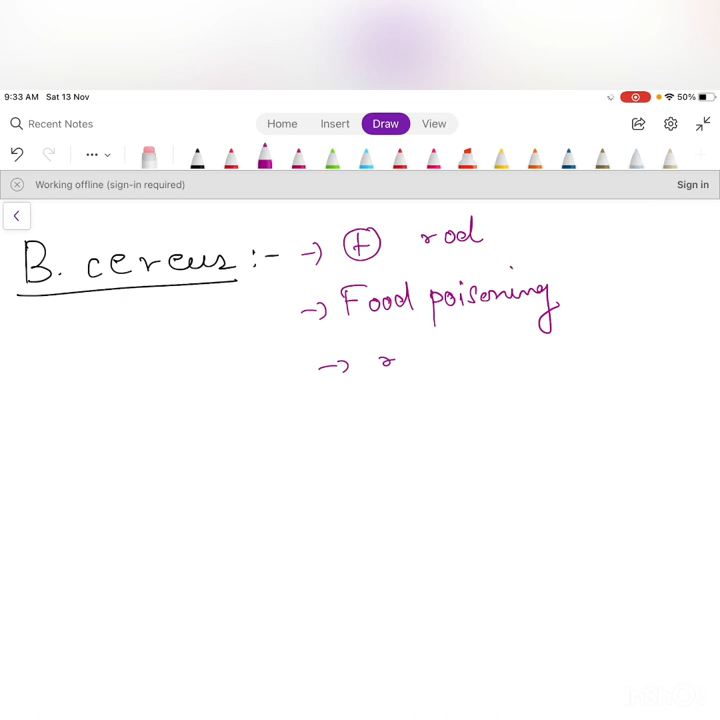 9:33 AM Sat 13 Nov 50%
Recent Notes Home Insert Draw View
Working offline (sign-in required) Sign in
B. cereus :- → + rod
→ Food poisoning
→ r
InShOt